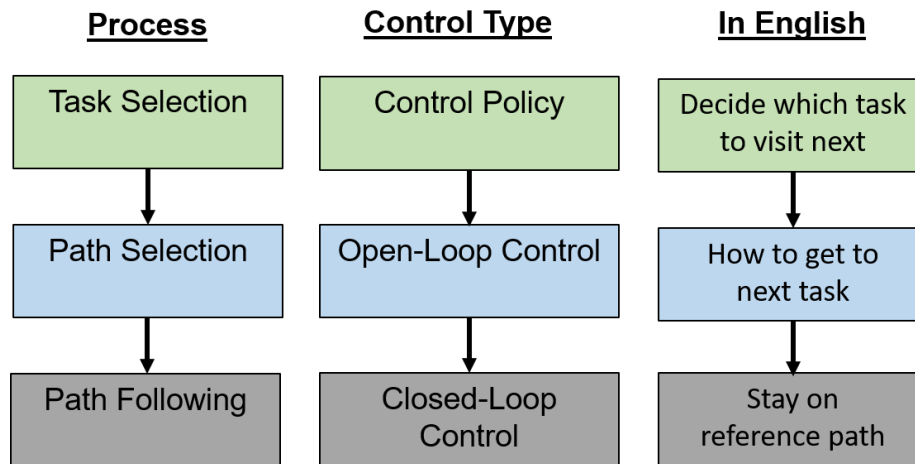 Process
Control Type
In English
Task Selection
Control Policy
Decide which task
to visit next
Path Selection
Open-Loop Control
How to get to
next task
Path Following
Closed-Loop
Control
Stay on
reference path